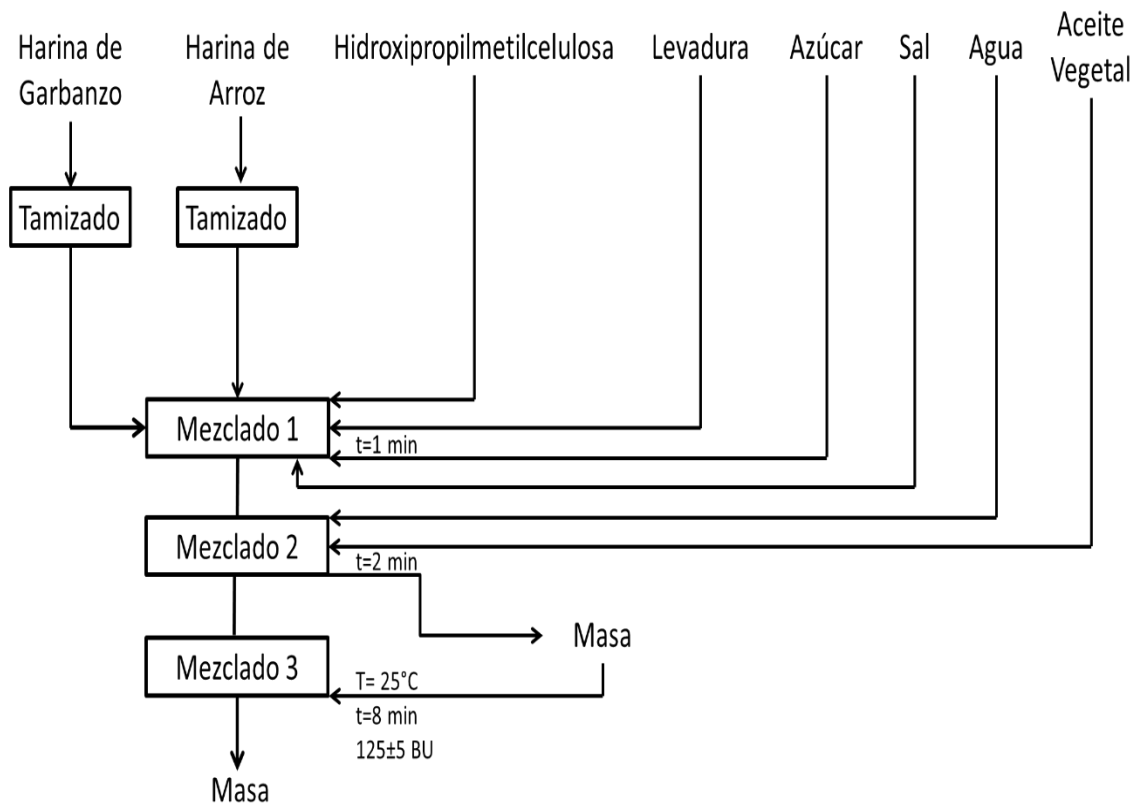 Harina de
Garbanzo
Harina de
Arroz
Hidroxipropilmetilcelulosa
Levadura
Azúcar
Sal
Agua
Aceite
Vegetal
Tamizado
Tamizado
Mezclado 1
t=1 min
Mezclado 2
t=2 min
Masa
Mezclado 3
T= 25°C
t=8 min
125±5 BU
Masa